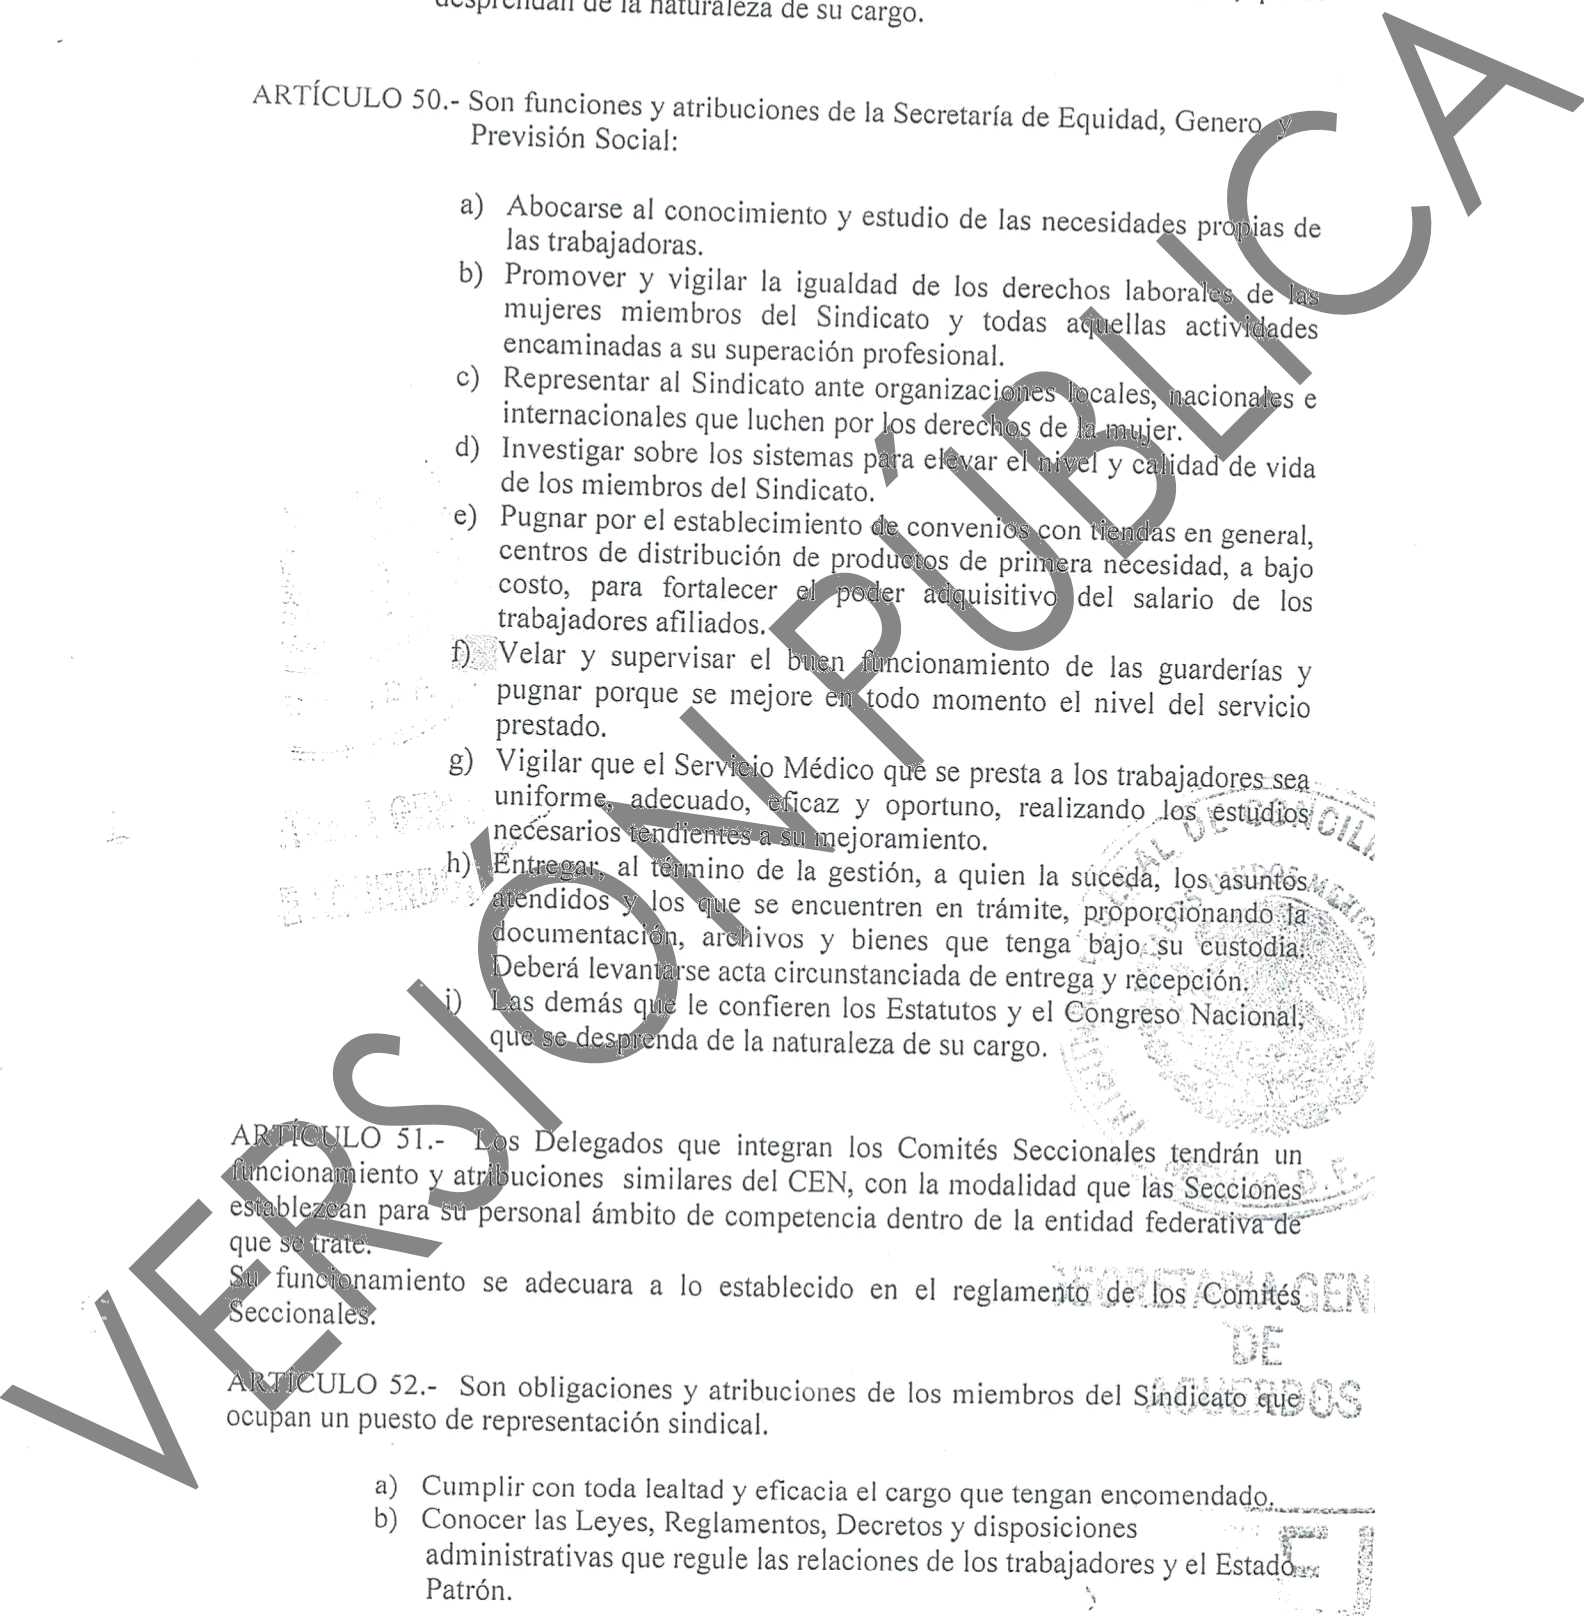 desprendan de la naturaleza de su cargo.
ARTÍCULO 50.- Son funciones y atribuciones de la Secretaría de Equidad, Genero y
Previsión Social:
a) Abocarse al conocimiento y estudio de las necesidades propias de
las trabajadoras.
b) Promover y vigilar la igualdad de los derechos laborales de las
mujeres miembros del Sindicato y todas aquellas actividades
encaminadas a su superación profesional.
c) Representar al Sindicato ante organizaciones locales, nacionales e
internacionales que luchen por los derechos de la mujer.
d) Investigar sobre los sistemas para elevar el nivel y calidad de vida
de los miembros del Sindicato.
e) Pugnar por el establecimiento de convenios con tiendas en general,
centros de distribución de productos de primera necesidad, a bajo
costo, para fortalecer el poder adquisitivo del salario de los
trabajadores afiliados.
f) Velar y supervisar el buen funcionamiento de las guarderías y
pugnar porque se mejore en todo momento el nivel del servicio
prestado.
g) Vigilar que el Servicio Médico que se presta a los trabajadores sea
uniforme, adecuado, eficaz y oportuno, realizando los estudios
necesarios tendientes a su mejoramiento.
h) Entregar, al término de la gestión, a quien la suceda, los asuntos
atendidos y los que se encuentren en trámite, proporcionando la
documentación, archivos y bienes que tenga bajo su custodia.
Deberá levantarse acta circunstanciada de entrega y recepción.
i) Las demás que le confieren los Estatutos y el Congreso Nacional,
que se desprenda de la naturaleza de su cargo.
ARTÍCULO 51.- Los Delegados que integran los Comités Seccionales tendrán un
funcionamiento y atribuciones similares del CEN, con la modalidad que las Secciones
establezcan para su personal ámbito de competencia dentro de la entidad federativa de
que se trate.
Su funcionamiento se adecuara a lo establecido en el reglamento de los Comités
Seccionales.
SECRETARIA GEN
DE
ACUERDOS
ARTÍCULO 52.- Son obligaciones y atribuciones de los miembros del Sindicato que
ocupan un puesto de representación sindical.
a) Cumplir con toda lealtad y eficacia el cargo que tengan encomendado.
b) Conocer las Leyes, Reglamentos, Decretos y disposiciones
administrativas que regule las relaciones de los trabajadores y el Estado
Patrón.
VERSIÓN PÚBLICA